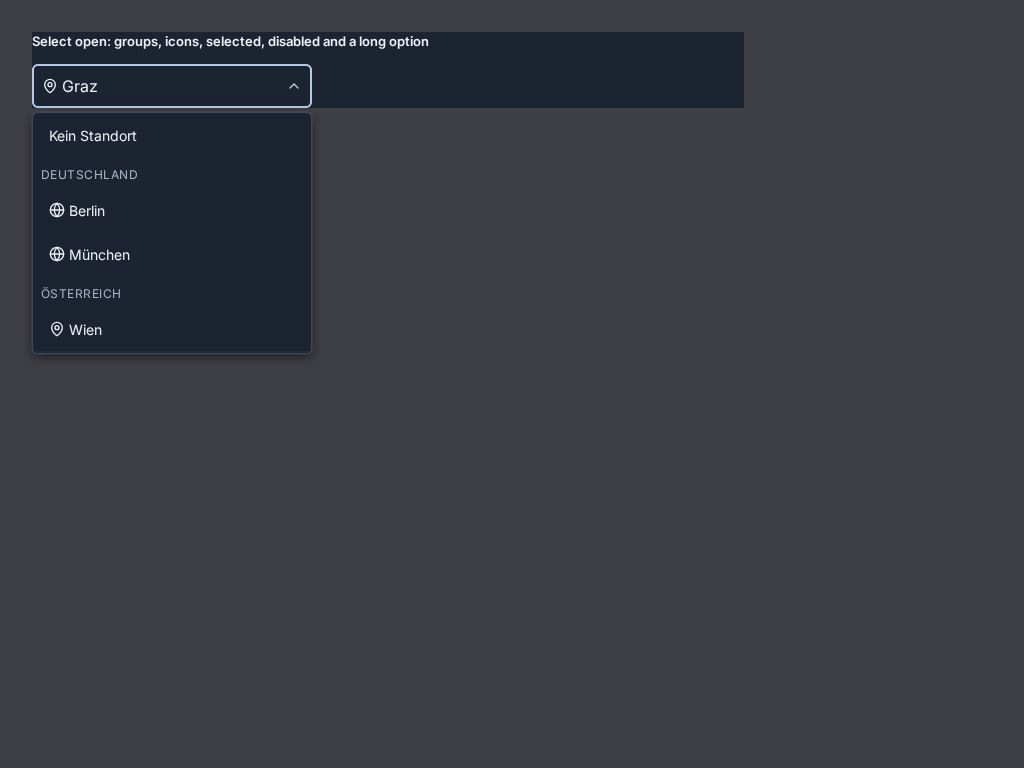 Select open: groups, icons, selected, disabled and a long option
Graz
Kein Standort
DEUTSCHLAND
Berlin
München
ÖSTERREICH
Wien